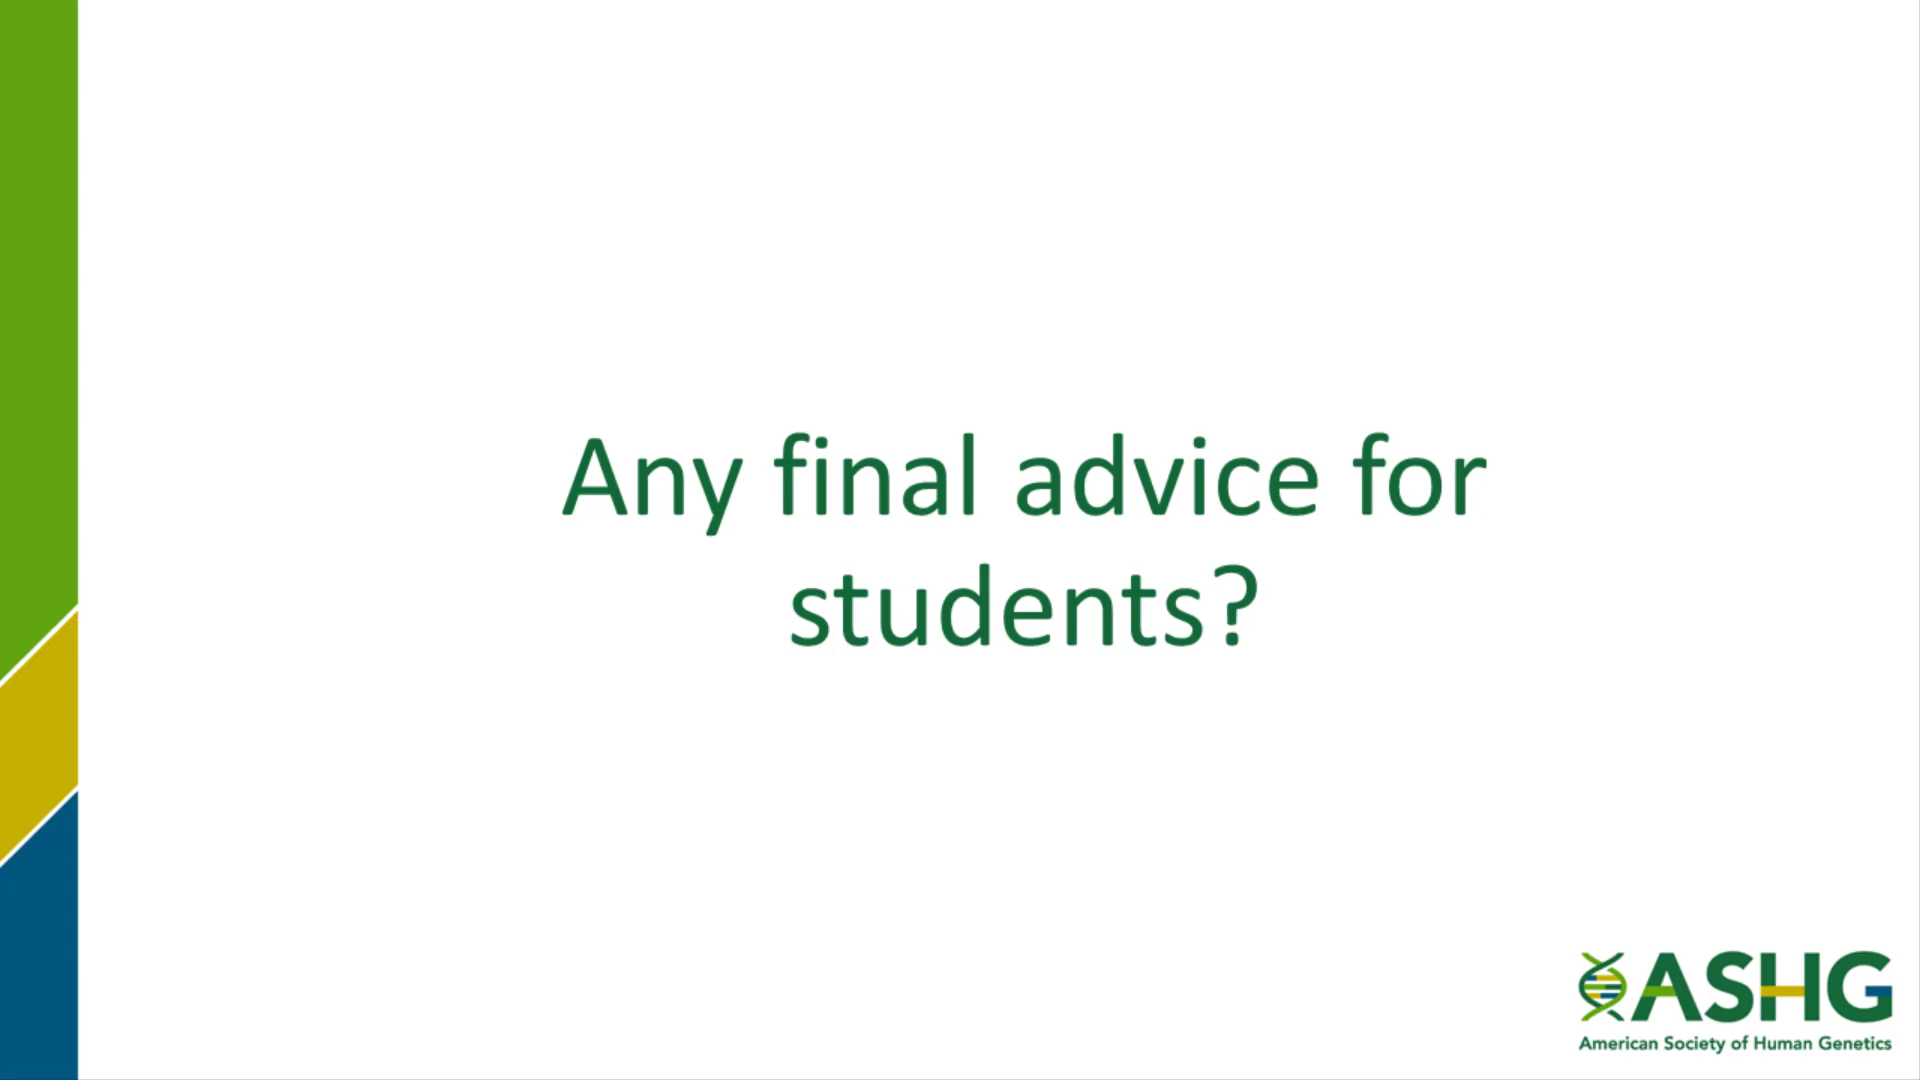 Any final advice for
students?
ASHG
American Society of Human Genetics